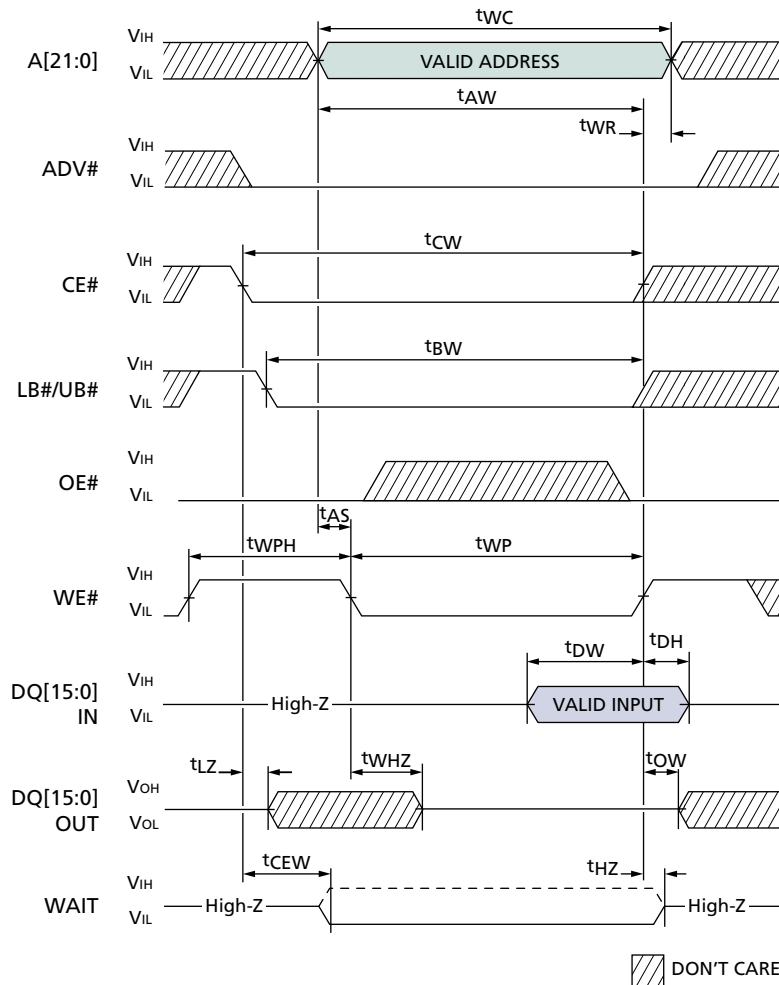 tWC
A[21:0]
VIH
VIL
VALID ADDRESS
tAW
tWR
ADV#
VIH
VIL
tCW
CE#
VIH
VIL
tBW
LB#/UB#
VIH
VIL
OE#
VIH
VIL
tAS
tWPH
tWP
WE#
VIH
VIL
tDW
tDH
DQ[15:0]
IN
VIH
VIL
High-Z
VALID INPUT
tLZ
tWHZ
tOW
DQ[15:0]
OUT
VOH
VOL
tCEW
tHZ
WAIT
VIH
VIL
High-Z
High-Z
DON'T CARE